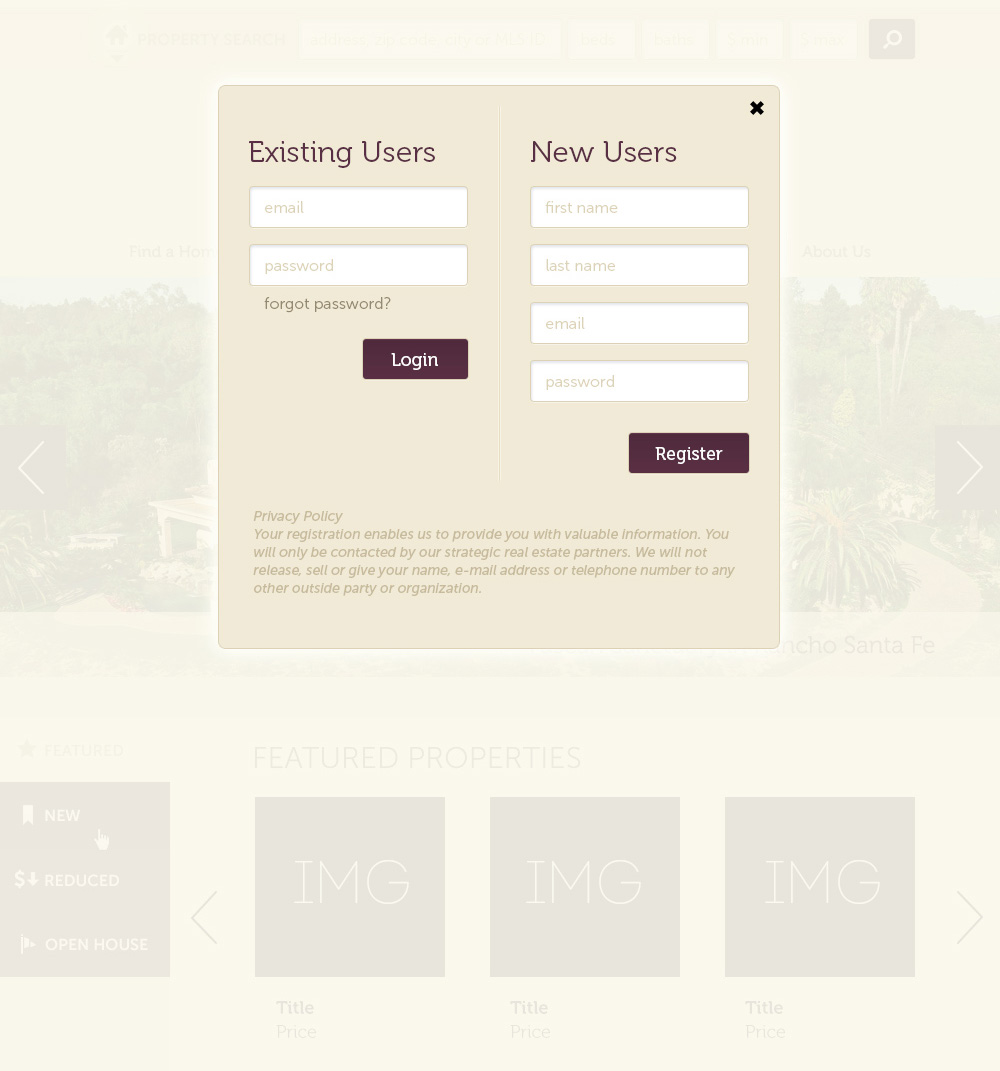 PROPERTY SEARCH
address, zip code, city or MLS ID
beds
baths
$ min
$ max
Existing Users
New Users
email
first name
password
last name
forgot password?
email
Login
password
Register
Find a Hom
About Us
Privacy Policy
Your registration enables us to provide you with valuable information. You
will only be contacted by our strategic real estate partners. We will not
release, sell or give your name, e-mail address or telephone number to any
other outside party or organization.
ncho Santa Fe
FEATURED
FEATURED PROPERTIES
NEW
REDUCED
OPEN HOUSE
IMG
IMG
IMG
Title
Title
Title
Price
Price
Price